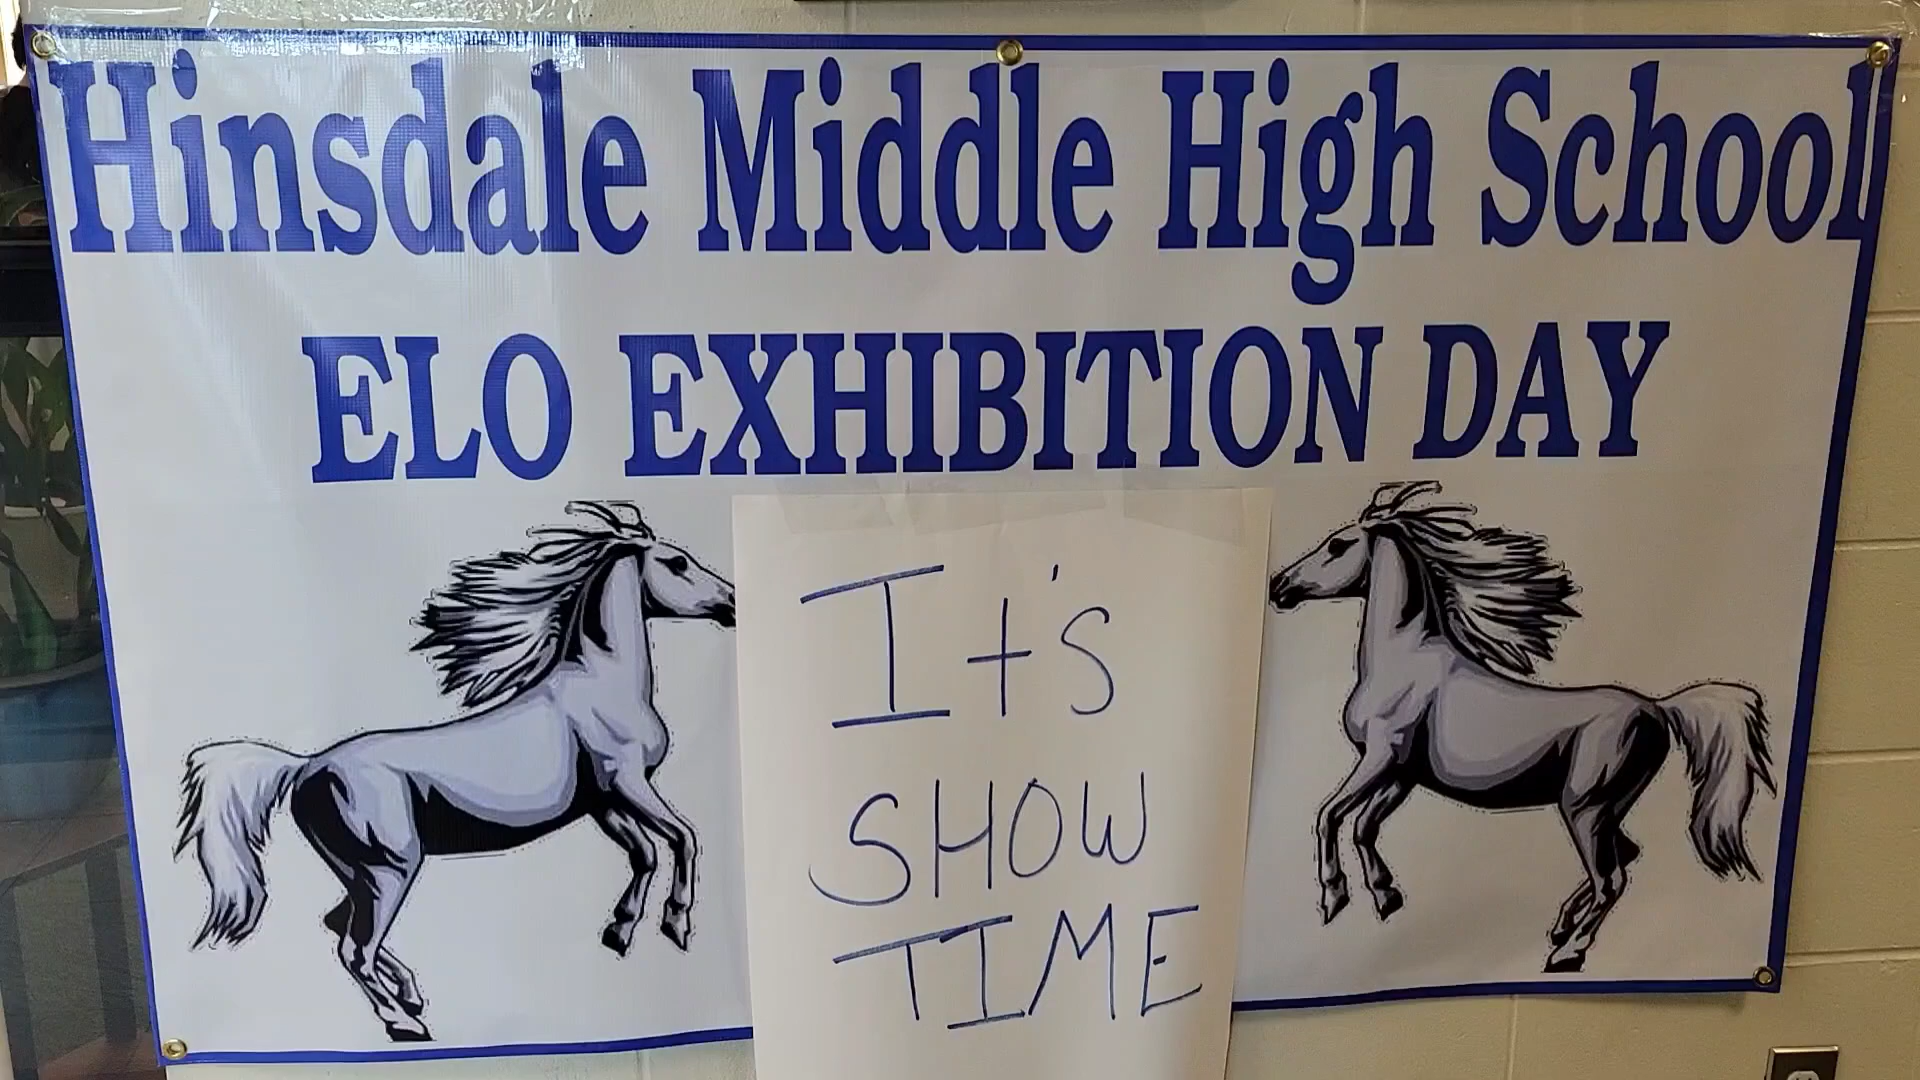 Hinsdale Middle High School
ELO EXHIBITION DAY
It's
SHOW
TIME